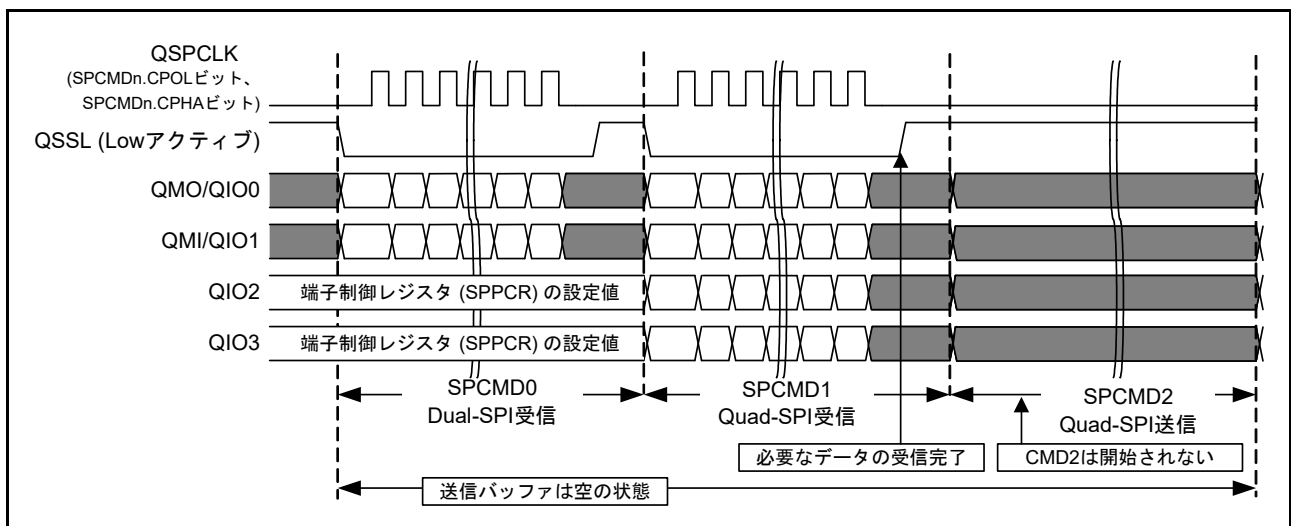 QSPCLK
(SPCMDn.CPOLビット、
SPCMDn.CPHAビット)
QSSL (Lowアクティブ)
QMO/QIO0
QMI/QIO1
QIO2
端子制御レジスタ (SPPCR) の設定値
QIO3
端子制御レジスタ (SPPCR) の設定値
SPCMD0
Dual-SPI受信
SPCMD1
Quad-SPI受信
SPCMD2
Quad-SPI送信
必要なデータの受信完了
CMD2は開始されない
送信バッファは空の状態